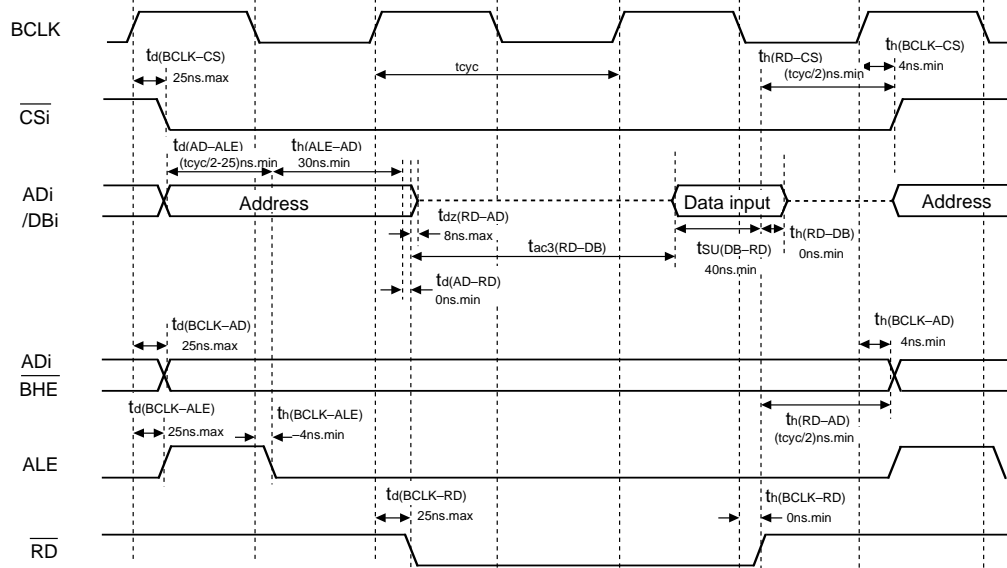 BCLK
td(BCLK–CS)
25ns.max
tcyc
th(RD–CS)
(tcyc/2)ns.min
th(BCLK–CS)
4ns.min
CSi
td(AD–ALE)
(tcyc/2-25)ns.min
th(ALE–AD)
30ns.min
ADi
/DBi
Address
Data input
Address
tdz(RD–AD)
8ns.max
tac3(RD–DB)
tSU(DB–RD)
40ns.min
th(RD–DB)
0ns.min
td(AD–RD)
0ns.min
td(BCLK–AD)
25ns.max
th(BCLK–AD)
4ns.min
ADi
BHE
td(BCLK–ALE)
25ns.max
th(BCLK–ALE)
–4ns.min
th(RD–AD)
(tcyc/2)ns.min
ALE
td(BCLK–RD)
25ns.max
th(BCLK–RD)
0ns.min
RD